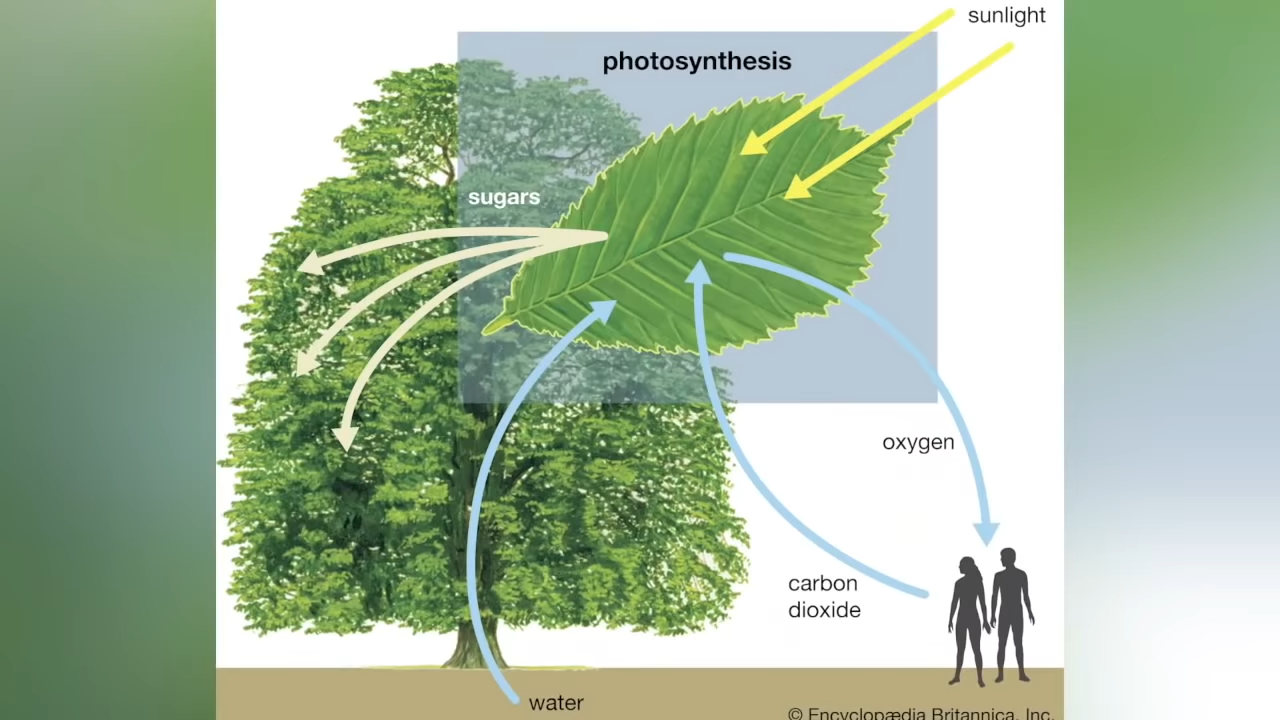 sunlight
photosynthesis
sugars
oxygen
carbon
dioxide
water
© Encyclopædia Britannica, Inc.